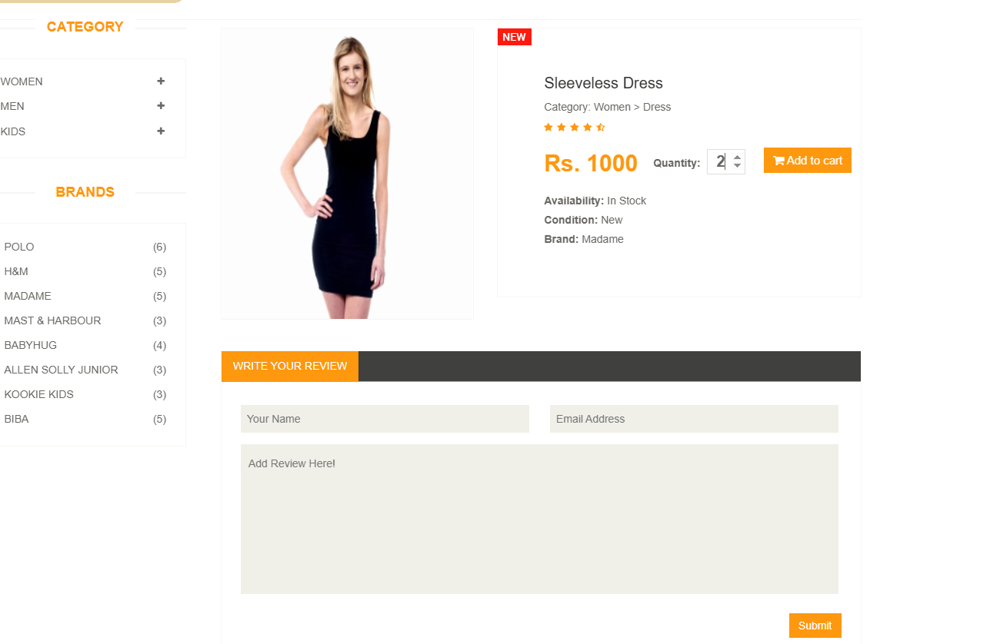 CATEGORY
WOMEN
MEN
KIDS
BRANDS
POLO (6)
H&M (5)
MADAME (5)
MAST & HARBOUR (3)
BABYHUG (4)
ALLEN SOLLY JUNIOR (3)
KOOKIE KIDS (3)
BIBA (5)
NEW
Sleeveless Dress
Category: Women > Dress
Rs. 1000 Quantity: 2 Add to cart
Availability: In Stock
Condition: New
Brand: Madame
WRITE YOUR REVIEW
Your Name Email Address
Add Review Here!
Submit